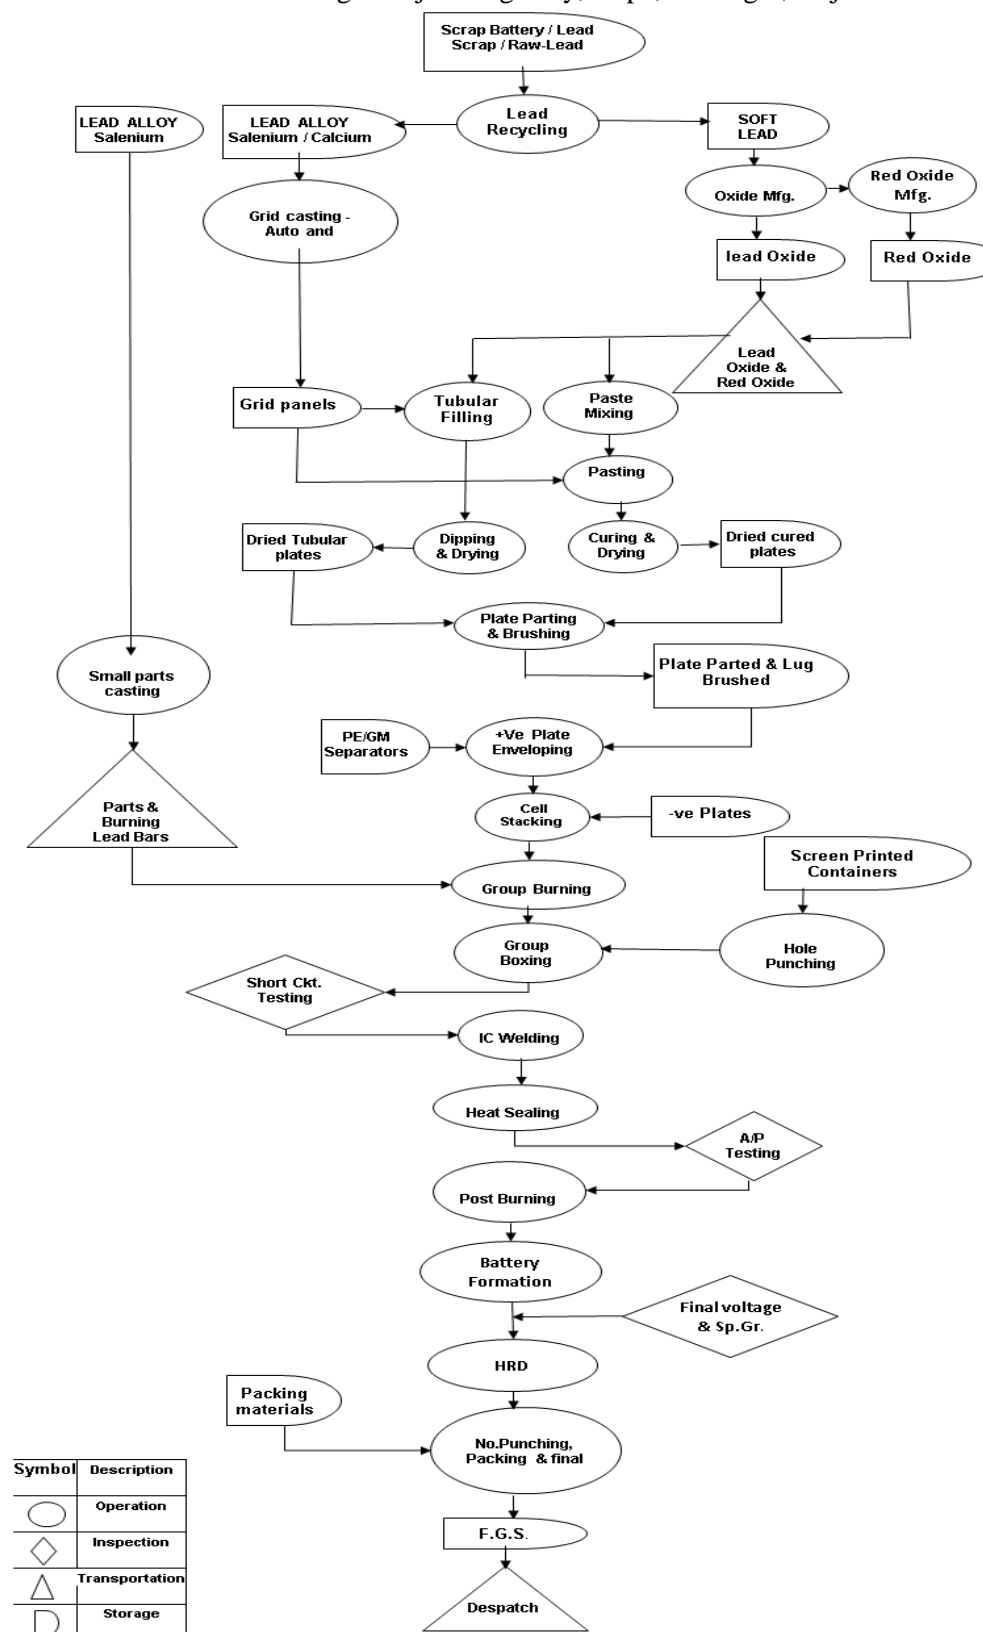 Scrap Battery / Lead
Scrap / Raw-Lead
LEAD ALLOY
Salenium
LEAD ALLOY
Salenium / Calcium
Lead
Recycling
SOFT
LEAD
Oxide Mfg.
Red Oxide
Mfg.
Grid casting -
Auto and
lead Oxide
Red Oxide
Lead
Oxide &
Red Oxide
Grid panels
Tubular
Filling
Paste
Mixing
Pasting
Dried Tubular
plates
Dipping
& Drying
Curing &
Drying
Dried cured
plates
Plate Parting
& Brushing
Small parts
casting
Plate Parted & Lug
Brushed
PE/GM
Separators
+Ve Plate
Enveloping
Parts &
Burning
Lead Bars
Cell
Stacking
-ve Plates
Screen Printed
Containers
Group Burning
Group
Boxing
Hole
Punching
Short Ckt.
Testing
IC Welding
Heat Sealing
A/P
Testing
Post Burning
Battery
Formation
Final voltage
& Sp.Gr.
HRD
Packing
materials
No.Punching,
Packing & final
F.G.S.
Despatch
Symbol Description
Operation
Inspection
Transportation
Storage